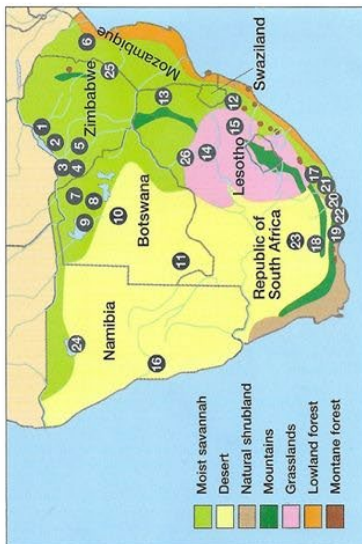 1
2
3
4
5
6
7
8
9
24
Zimbabwe
25
Mozambique
Namibia
10
Botswana
16
13
11
26
14
12
15
Swaziland
Lesotho
Republic of
South Africa
23
18
17
21
20
22
19
Moist savannah
Desert
Natural shrubland
Mountains
Grasslands
Lowland forest
Montane forest